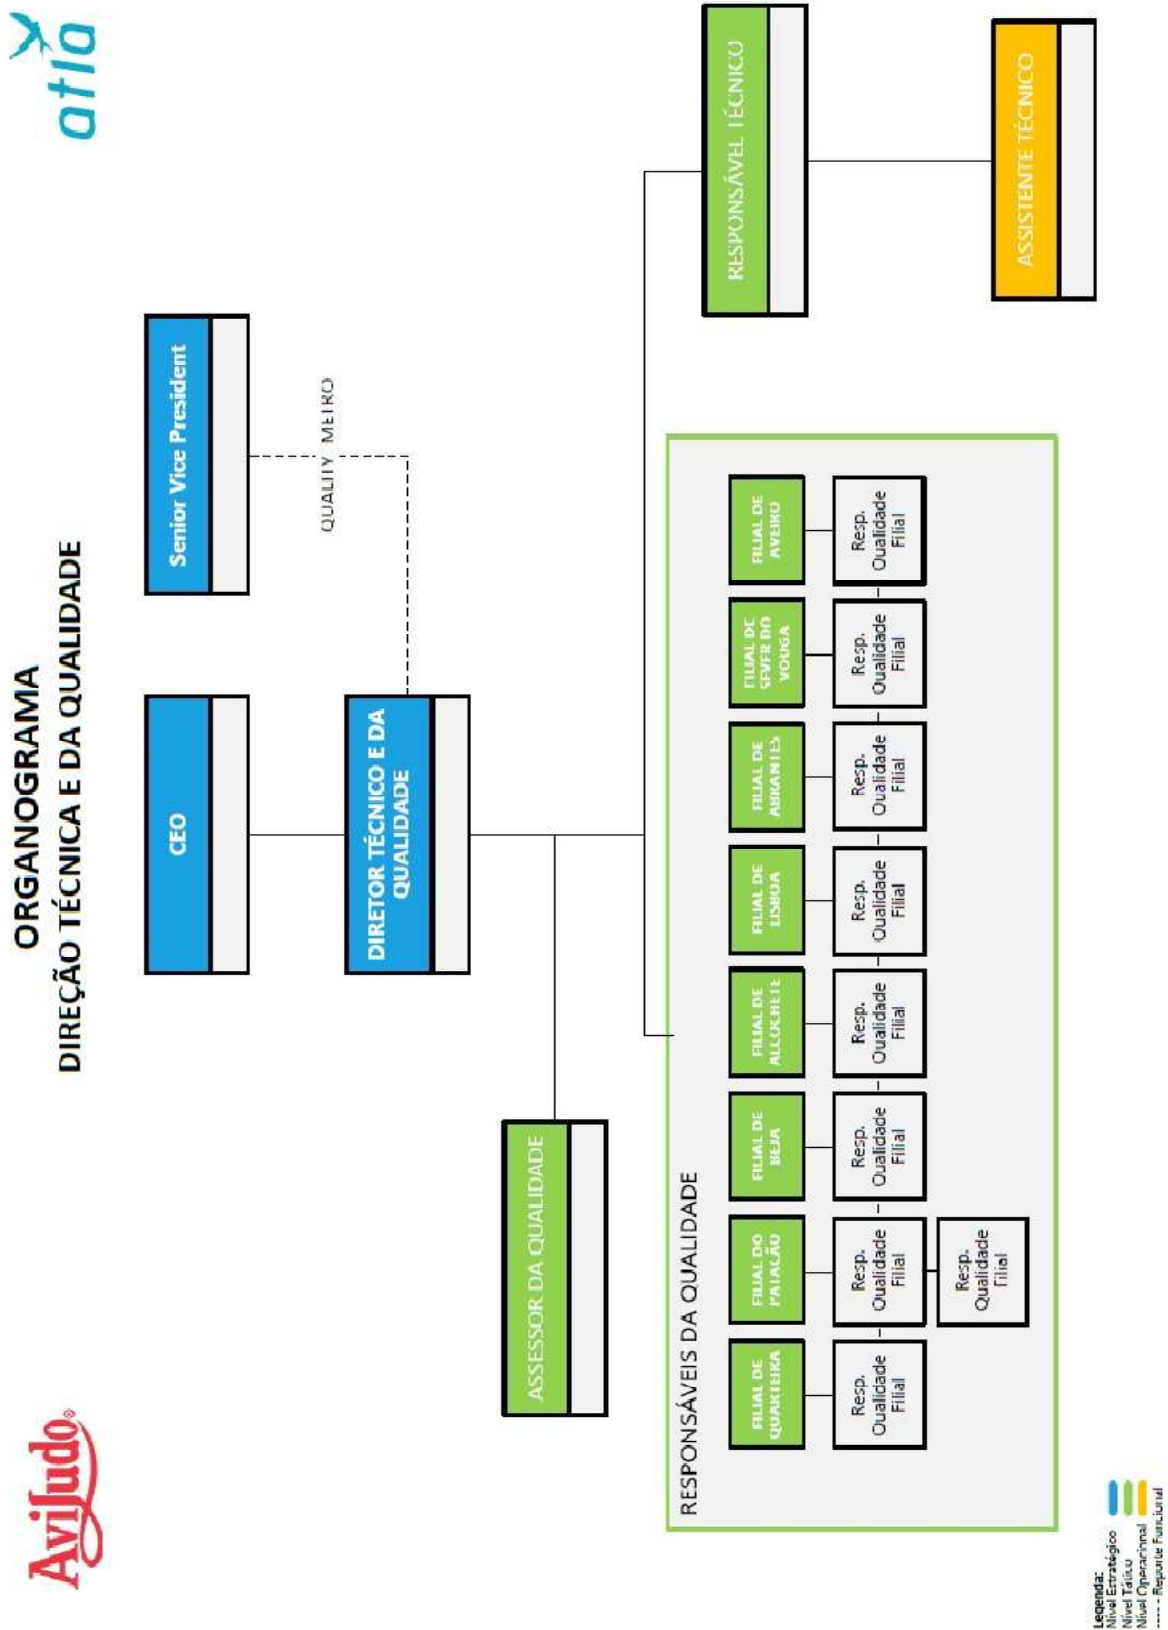 AviJudo®
ORGANOGRAMA
DIREÇÃO TÉCNICA E DA QUALIDADE
atla
CEO
Senior Vice President
QUALITY METRO
DIRETOR TÉCNICO E DA
QUALIDADE
ASSESSOR DA QUALIDADE
RESPONSÁVEL TÉCNICO
ASSISTENTE TÉCNICO
RESPONSÁVEIS DA QUALIDADE
FILIAL DE
QUARTEIRA
FILIAL DO
PATACÃO
FILIAL DE
BEJA
FILIAL DE
ALCOCHETE
FILIAL DE
LISBOA
FILIAL DE
ABRANTES
FILIAL DE
SEVER DO
VOUGA
FILIAL DE
AVEIRO
Resp.
Qualidade
Filial
Resp.
Qualidade
Filial
Resp.
Qualidade
Filial
Resp.
Qualidade
Filial
Resp.
Qualidade
Filial
Resp.
Qualidade
Filial
Resp.
Qualidade
Filial
Resp.
Qualidade
Filial
Resp.
Qualidade
Filial
Legenda:
Nível Estratégico
Nível Tático
Nível Operacional
---- - Reporte Funcional